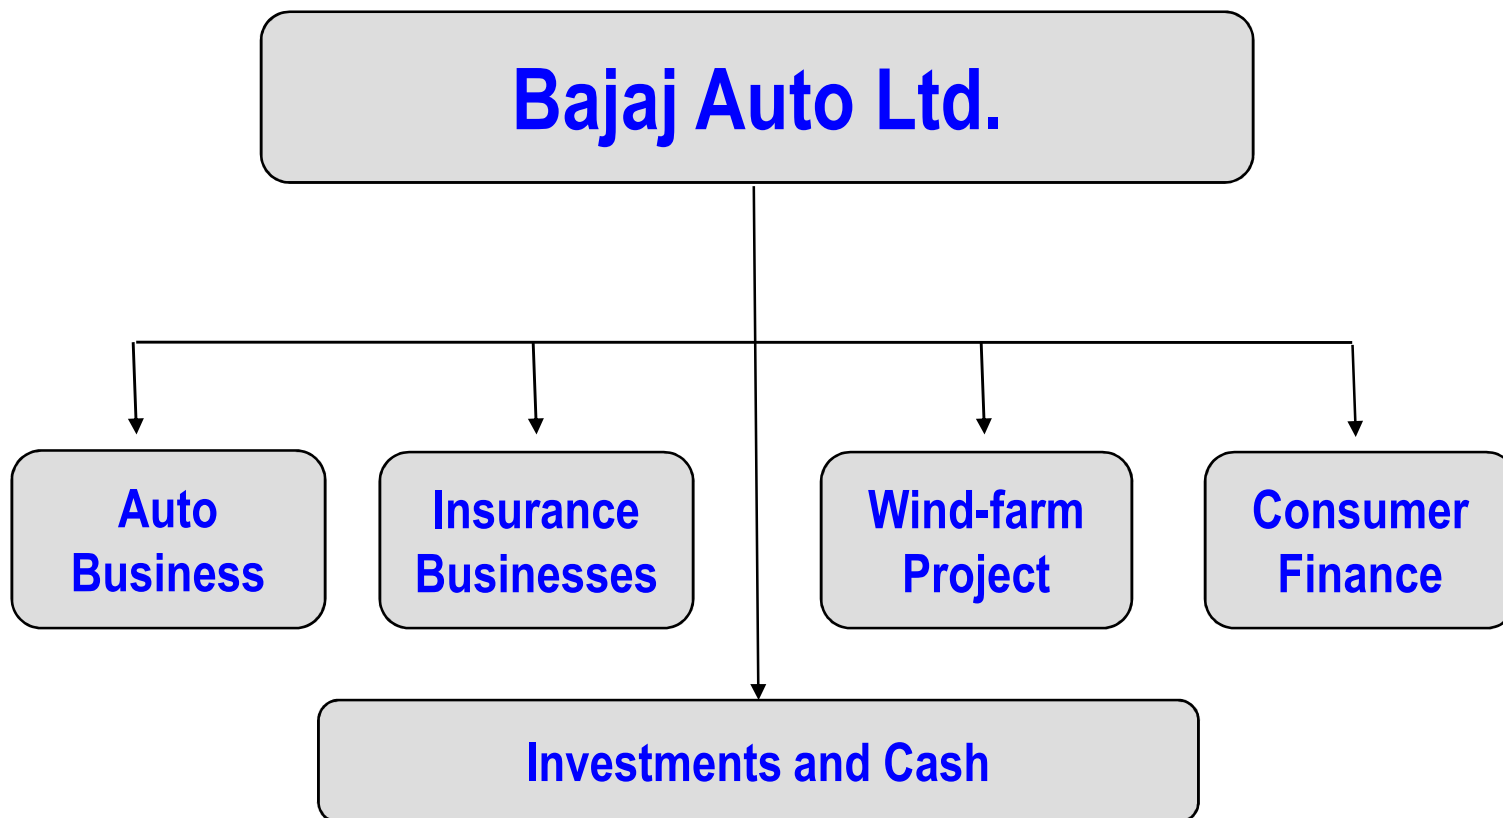 Bajaj Auto Ltd.
Auto
Business
Insurance
Businesses
Wind-farm
Project
Consumer
Finance
Investments and Cash